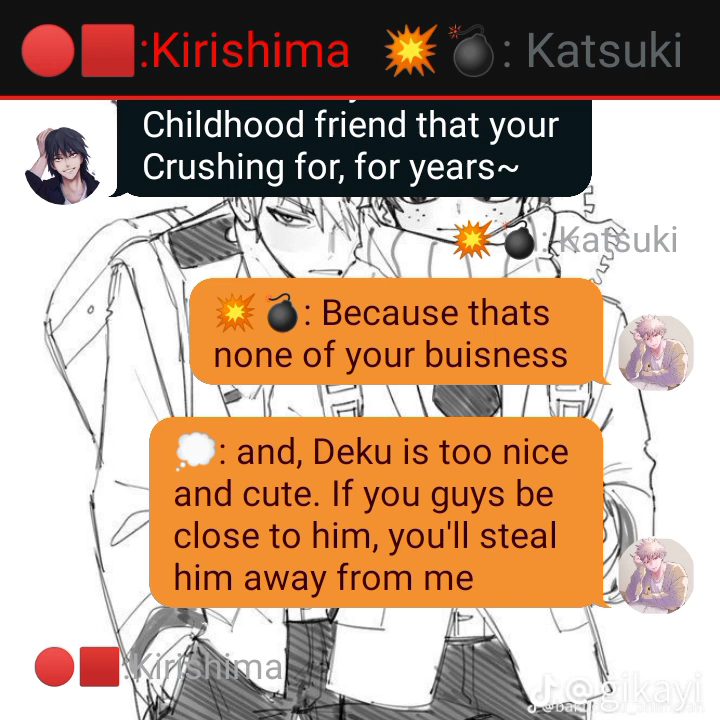 🔴🟥:Kirishima 💥💣: Katsuki
Childhood friend that your
Crushing for, for years~
💥💣: Katsuki
💥💣: Because thats
none of your buisness
💭: and, Deku is too nice
and cute. If you guys be
close to him, you'll steal
him away from me
🔴🟥:Kirishima
@gikayi